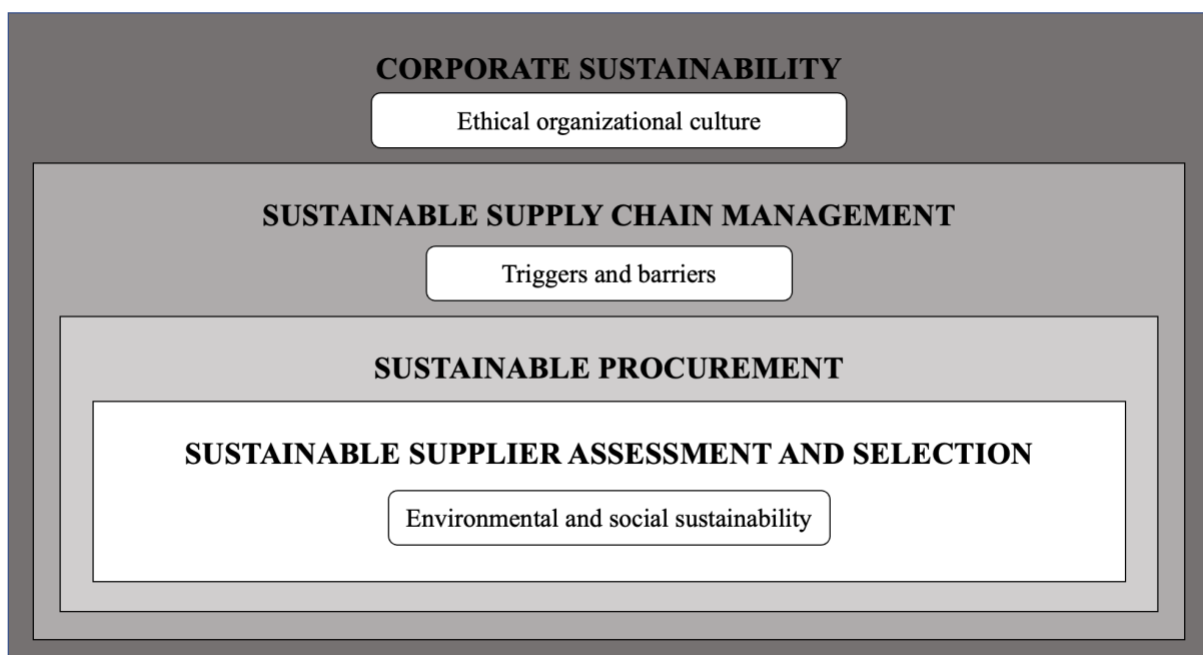 CORPORATE SUSTAINABILITY
Ethical organizational culture
SUSTAINABLE SUPPLY CHAIN MANAGEMENT
Triggers and barriers
SUSTAINABLE PROCUREMENT
SUSTAINABLE SUPPLIER ASSESSMENT AND SELECTION
Environmental and social sustainability